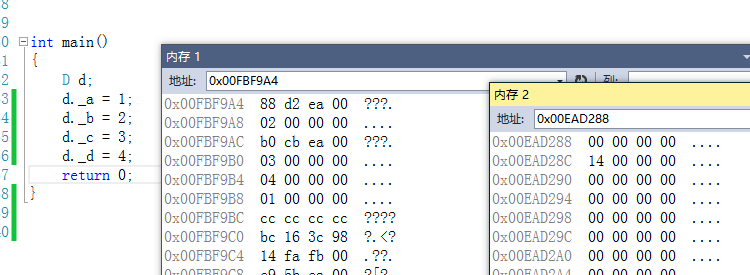 8
9
0 int main()
1 {
2 D d;
3 d._a = 1;
4 d._b = 2;
5 d._c = 3;
6 d._d = 4;
7 return 0;
8 }
9
0
内存 1
地址: 0x00FBF9A4 列:
0x00FBF9A4 88 d2 ea 00 ???.
0x00FBF9A8 02 00 00 00 ....
0x00FBF9AC b0 cb ea 00 ???.
0x00FBF9B0 03 00 00 00 ....
0x00FBF9B4 04 00 00 00 ....
0x00FBF9B8 01 00 00 00 ....
0x00FBF9BC cc cc cc cc ????
0x00FBF9C0 bc 16 3c 98 ?.<?
0x00FBF9C4 14 fa fb 00 .??.
内存 2
地址: 0x00EAD288
0x00EAD288 00 00 00 00 ....
0x00EAD28C 14 00 00 00 ....
0x00EAD290 00 00 00 00 ....
0x00EAD294 00 00 00 00 ....
0x00EAD298 00 00 00 00 ....
0x00EAD29C 00 00 00 00 ....
0x00EAD2A0 00 00 00 00 ....